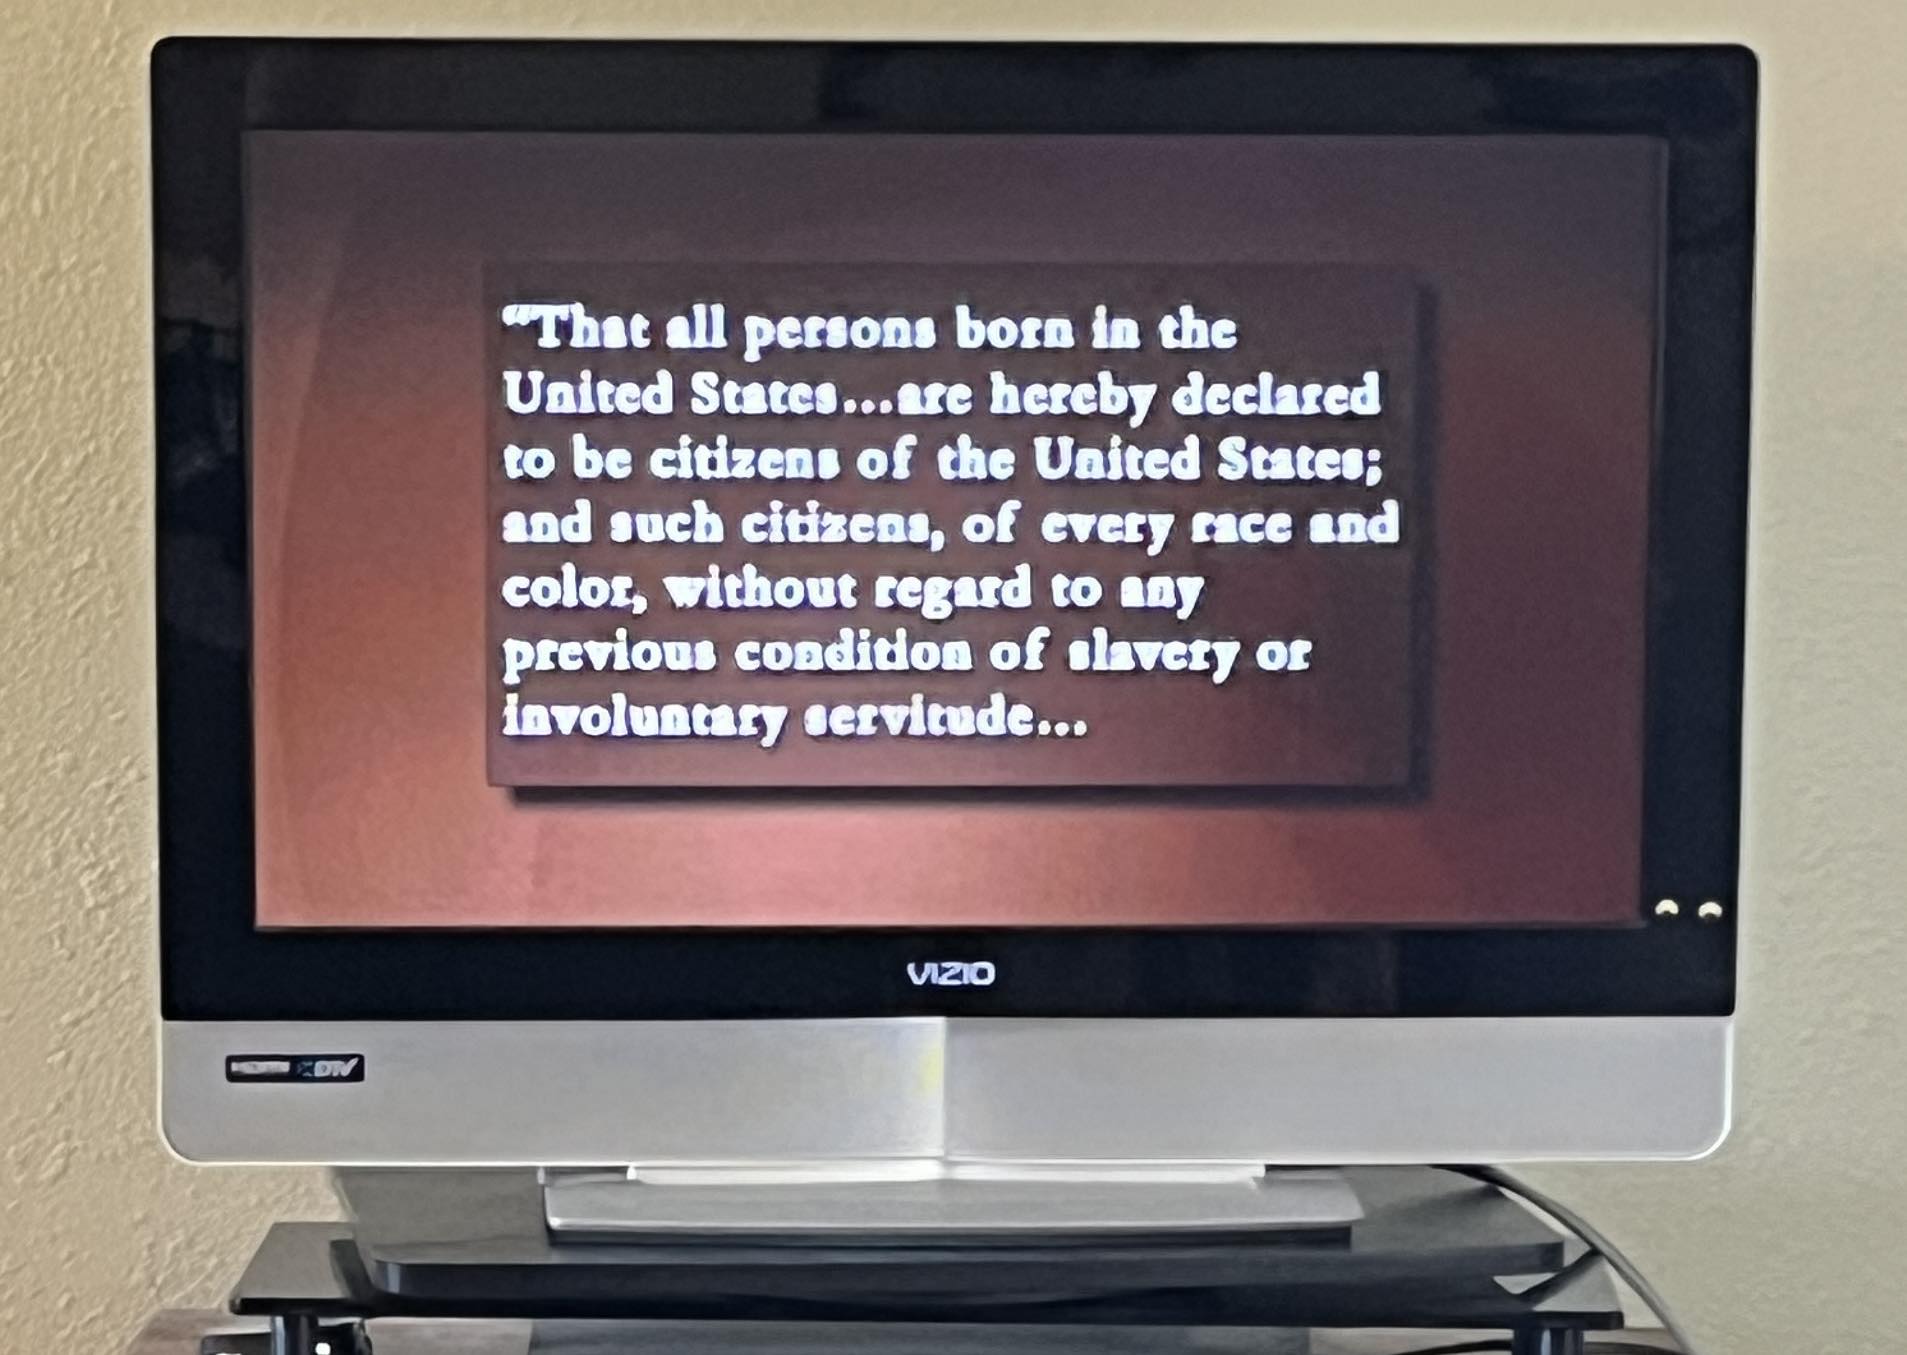 “That all persons born in the
United States...are hereby declared
to be citizens of the United States;
and such citizens, of every race and
color, without regard to any
previous condition of slavery or
involuntary servitude...
VIZIO
DTV